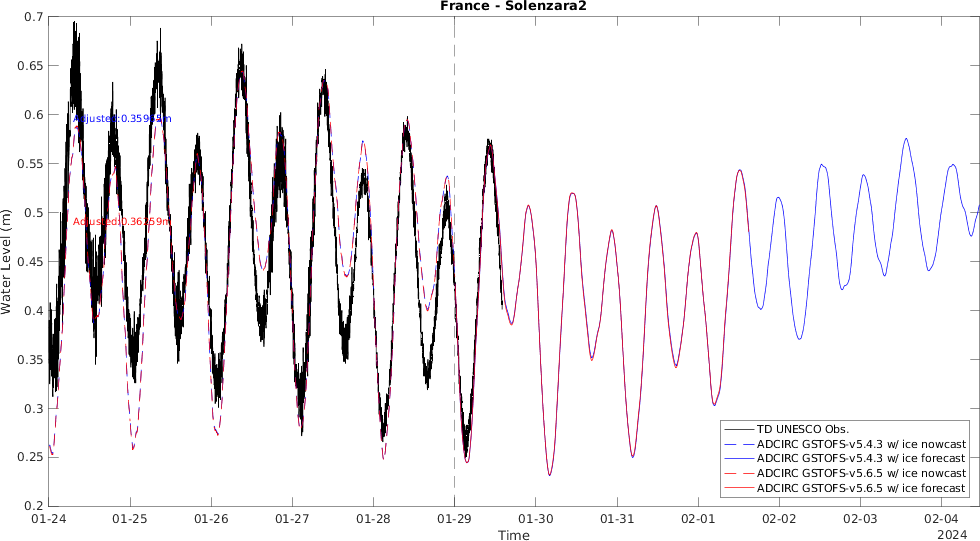 France - Solenzara2
0.7
0.65
0.6
0.55
0.5
0.45
0.4
0.35
0.3
0.25
0.2
Water Level (m)
Adjusted:0.35965m
Adjusted:0.36759m
TD UNESCO Obs.
ADCIRC GSTOFS-v5.4.3 w/ ice nowcast
ADCIRC GSTOFS-v5.4.3 w/ ice forecast
ADCIRC GSTOFS-v5.6.5 w/ ice nowcast
ADCIRC GSTOFS-v5.6.5 w/ ice forecast
01-24 01-25 01-26 01-27 01-28 01-29 01-30 01-31 02-01 02-02 02-03 02-04
Time
2024